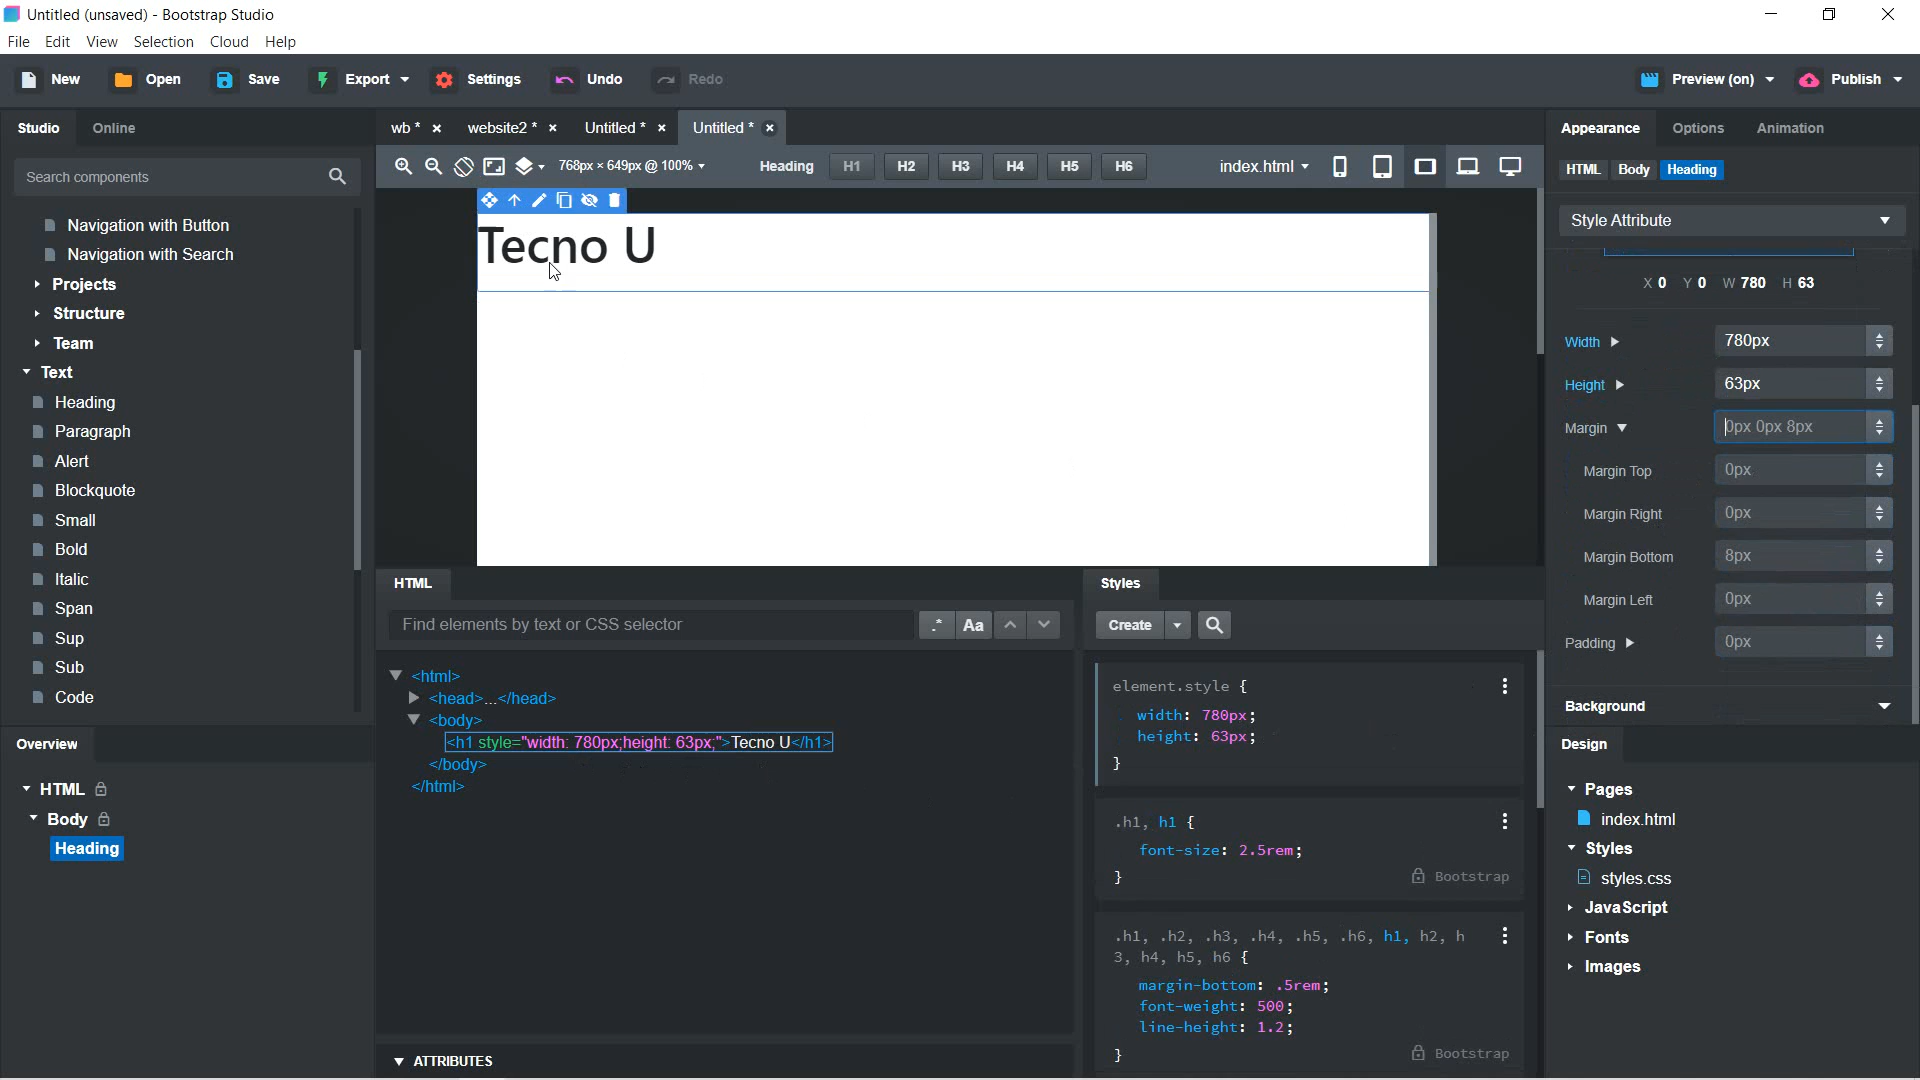 Untitled (unsaved) - Bootstrap Studio
File Edit View Selection Cloud Help
New Open Save Export Settings Undo Redo Preview (on) Publish
Studio Online
wb * website2 * Untitled * Untitled *
Appearance Options Animation
Search components
768px × 649px @ 100%
Heading H1 H2 H3 H4 H5 H6
index.html
HTML Body Heading
Style Attribute
Navigation with Button
Navigation with Search
Projects
Structure
Team
Text
Heading
Paragraph
Alert
Blockquote
Small
Bold
Italic
Span
Sup
Sub
Code
Tecno U
X 0 Y 0 W 780 H 63
Width 780px
Height 63px
Margin 0px 0px 8px
Margin Top 0px
Margin Right 0px
Margin Bottom 8px
Margin Left 0px
Padding 0px
Background
HTML
Find elements by text or CSS selector
.* Aa
<html>
<head>...</head>
<body>
<h1 style="width: 780px;height: 63px;">Tecno U</h1>
</body>
</html>
ATTRIBUTES
Styles
Create
element.style {
width: 780px;
height: 63px;
}
.h1, h1 {
font-size: 2.5rem;
}
Bootstrap
.h1, .h2, .h3, .h4, .h5, .h6, h1, h2, h
3, h4, h5, h6 {
margin-bottom: .5rem;
font-weight: 500;
line-height: 1.2;
}
Bootstrap
Overview
HTML
Body
Heading
Design
Pages
index.html
Styles
styles.css
JavaScript
Fonts
Images